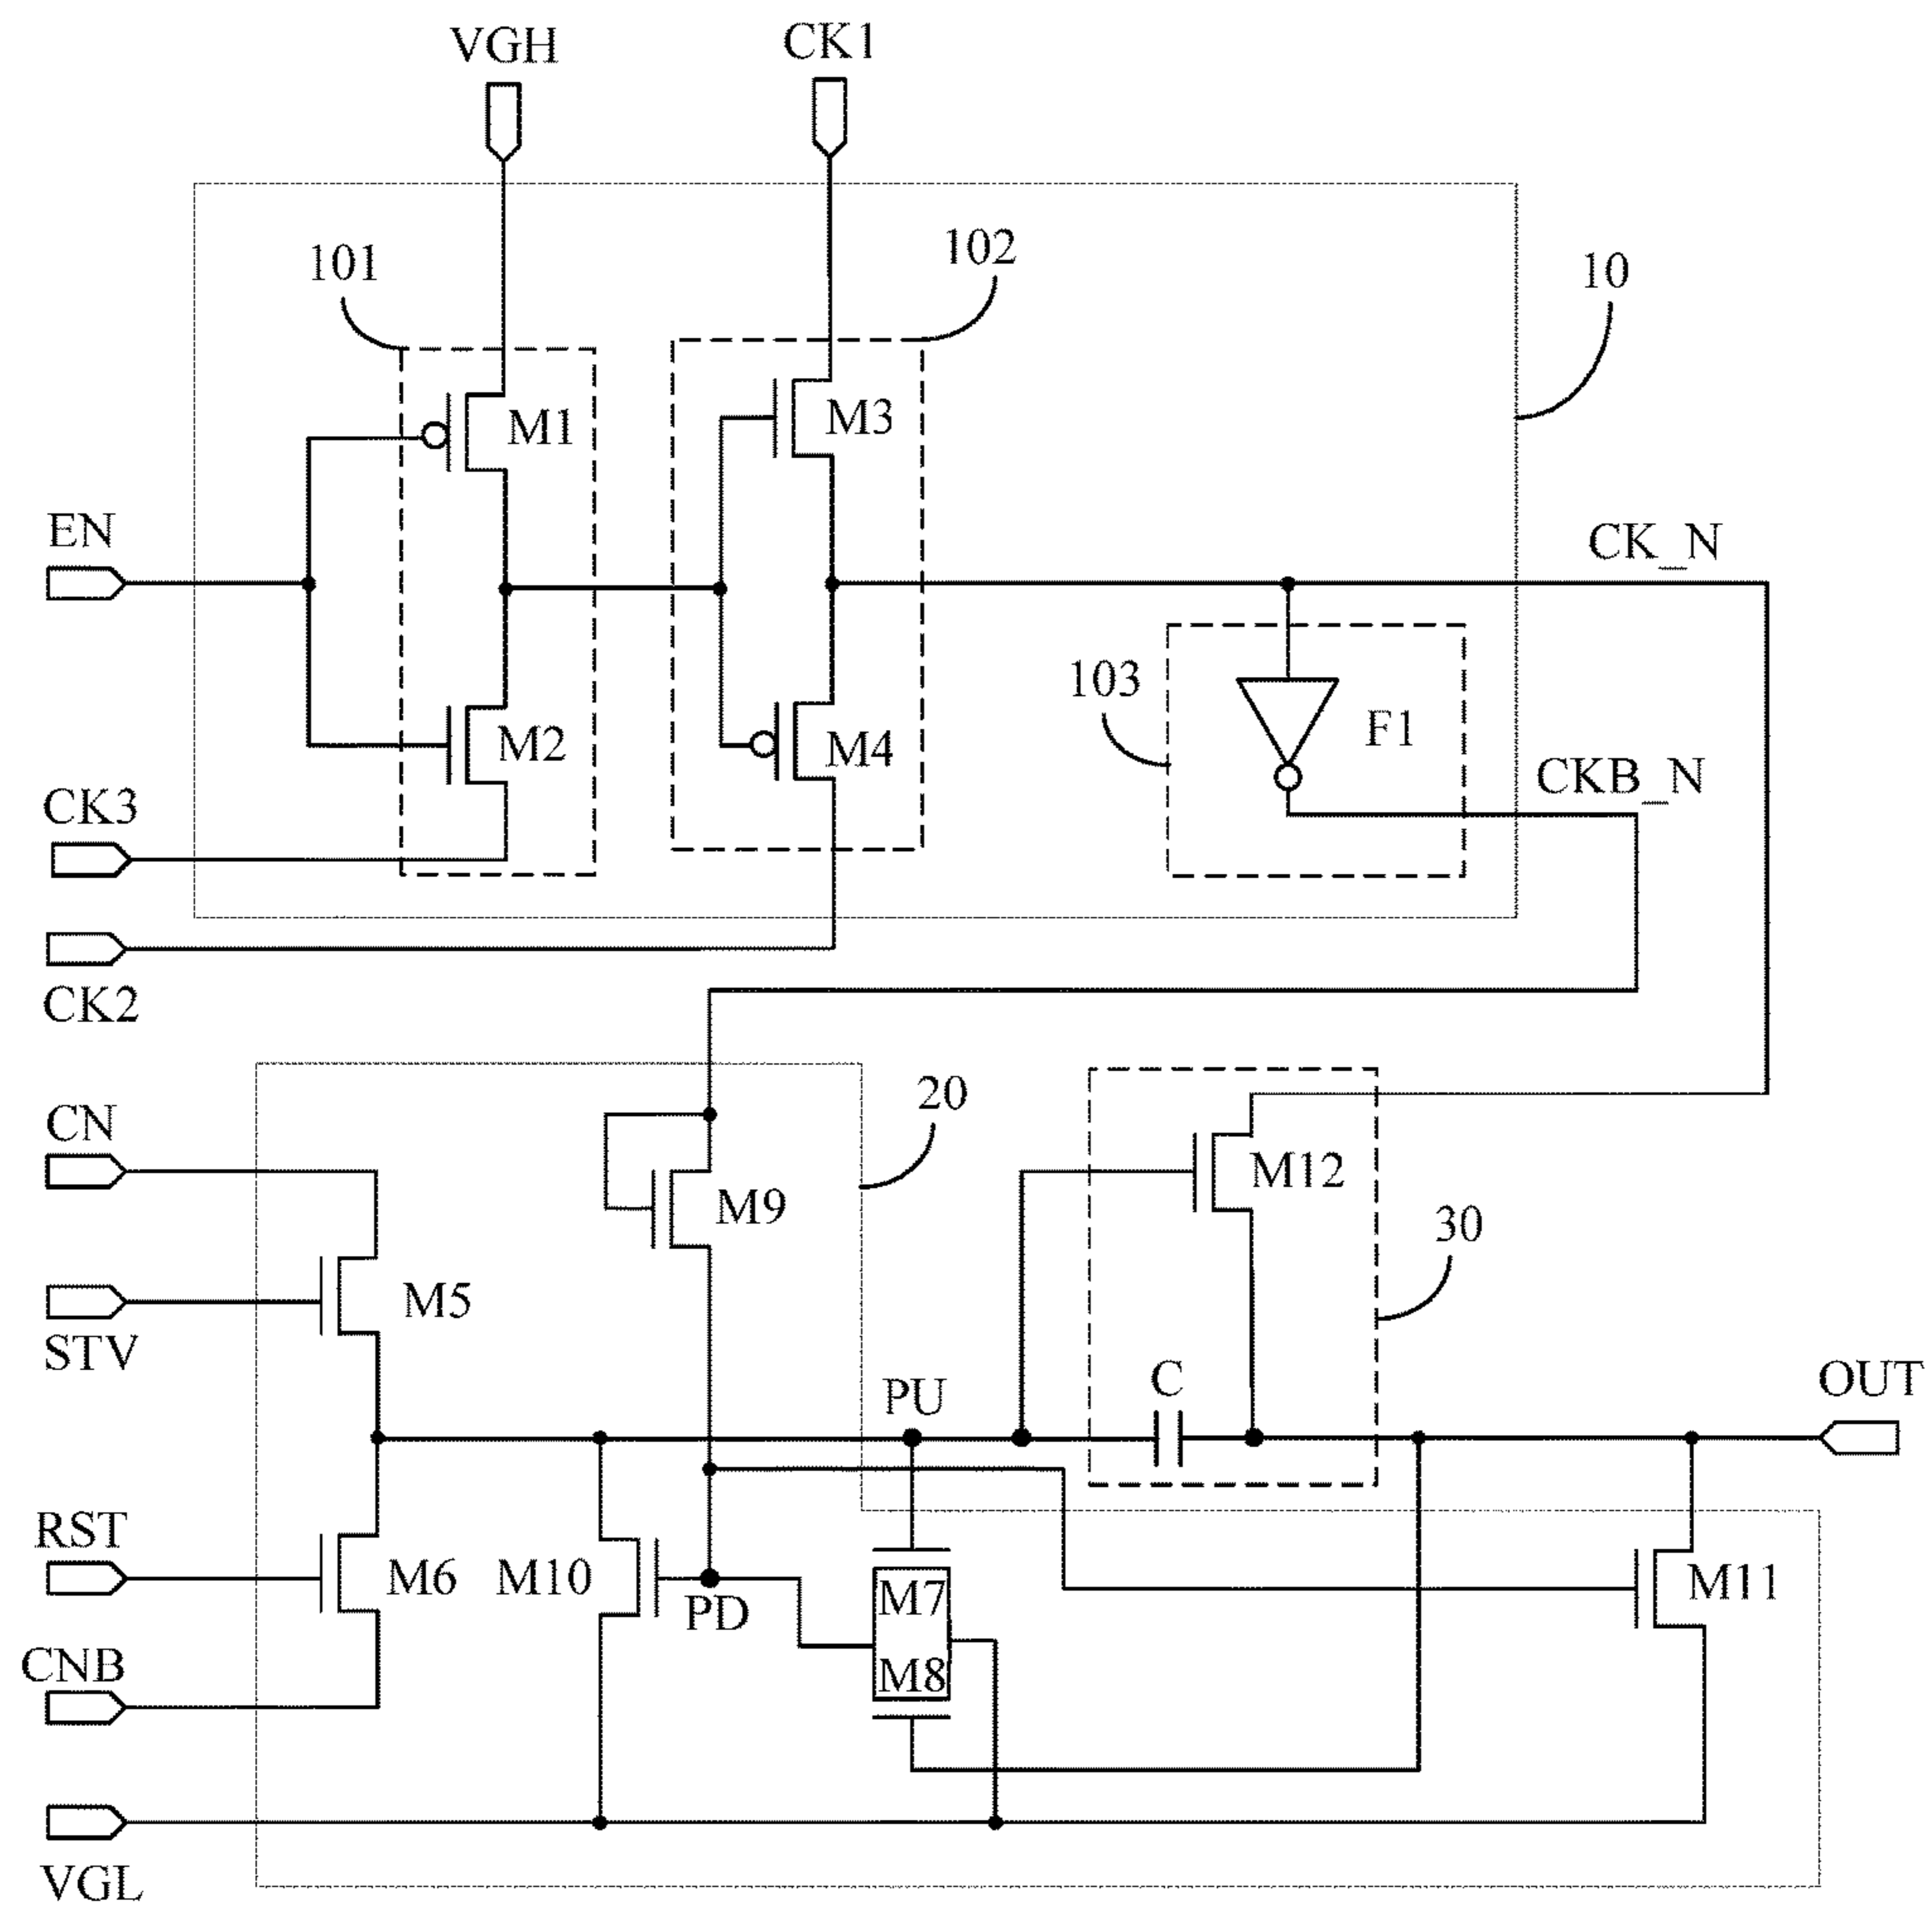 VGH
CK1
101
102
10
M1
M3
EN
CK_N
103
M2
M4
F1
CKB_N
CK3
CK2
CN
20
M9
M12
30
STV
M5
C
PU
OUT
RST
M6
M10
PD
M7
M8
M11
CNB
VGL